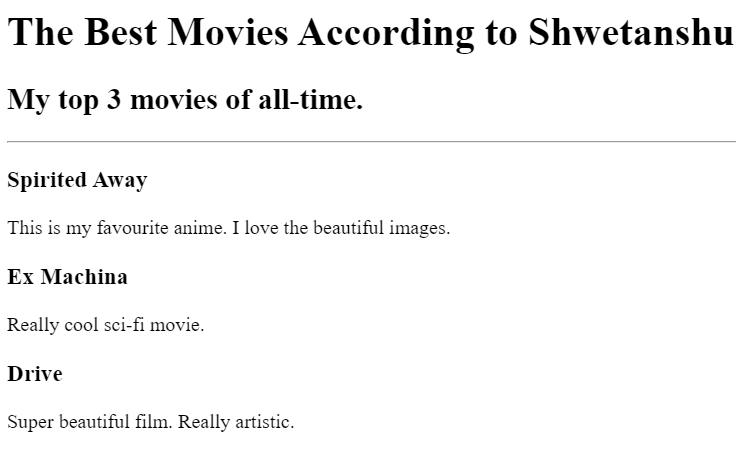 The Best Movies According to Shwetanshu
My top 3 movies of all-time.
Spirited Away
This is my favourite anime. I love the beautiful images.
Ex Machina
Really cool sci-fi movie.
Drive
Super beautiful film. Really artistic.